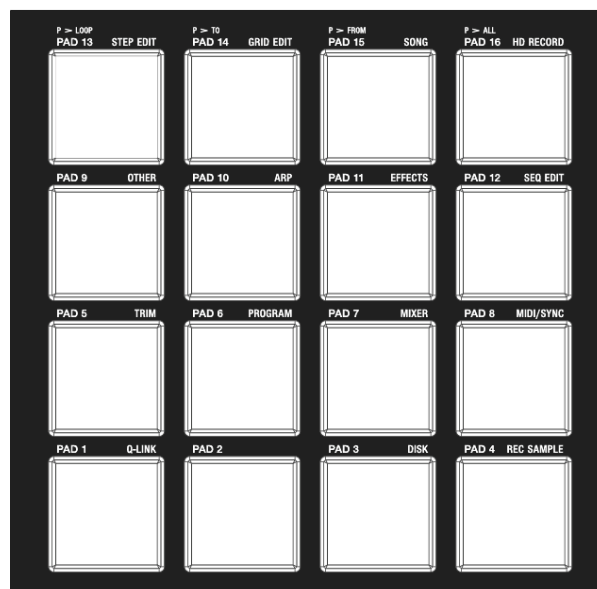 P > LOOP P > TO P > FROM P > ALL
PAD 13 STEP EDIT PAD 14 GRID EDIT PAD 15 SONG PAD 16 HD RECORD
PAD 9 OTHER PAD 10 ARP PAD 11 EFFECTS PAD 12 SEQ EDIT
PAD 5 TRIM PAD 6 PROGRAM PAD 7 MIXER PAD 8 MIDI/SYNC
PAD 1 Q-LINK PAD 2 PAD 3 DISK PAD 4 REC SAMPLE